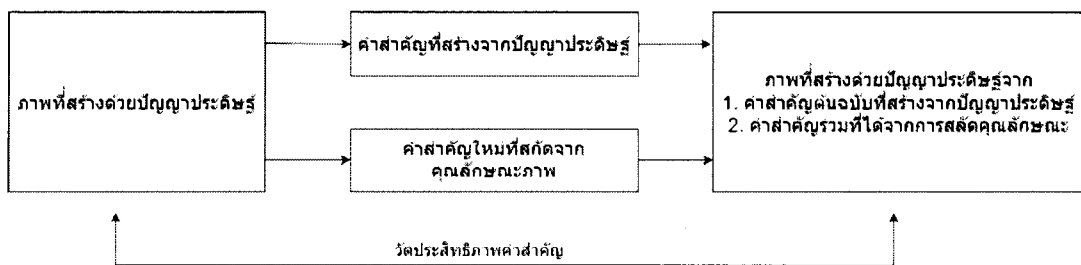 ภาพที่สร้างด้วยปัญญาประดิษฐ์
คำสำคัญที่สร้างจากปัญญาประดิษฐ์
คำสำคัญใหม่ที่สกัดจาก
คุณลักษณะภาพ
ภาพที่สร้างด้วยปัญญาประดิษฐ์จาก
1. คำสำคัญต้นฉบับที่สร้างจากปัญญาประดิษฐ์
2. คำสำคัญรวมที่ได้จากการสลัดคุณลักษณะ
วัดประสิทธิภาพคำสำคัญ